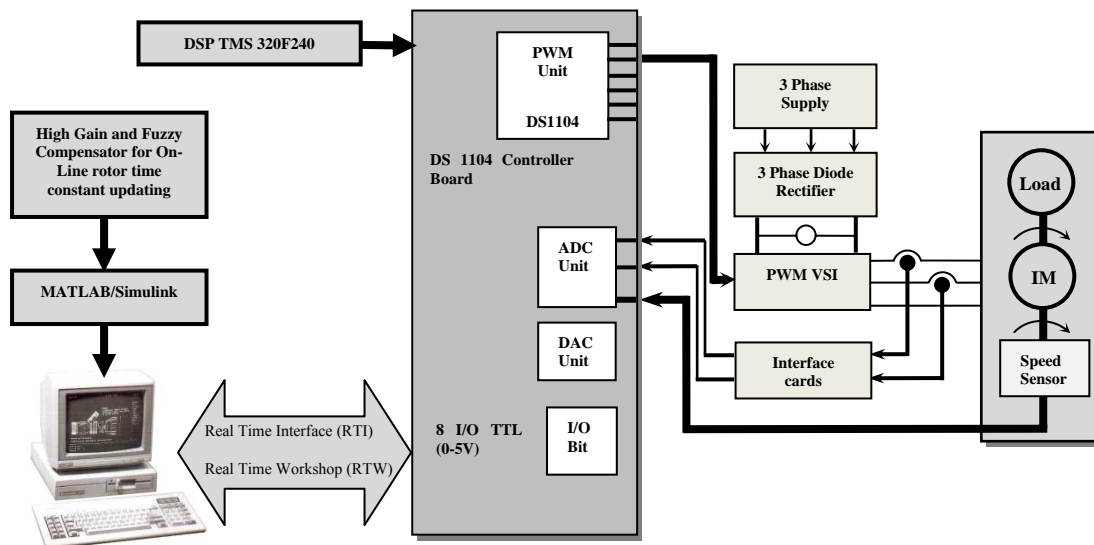 DSP TMS 320F240
High Gain and Fuzzy
Compensator for On-
Line rotor time
constant updating
MATLAB/Simulink
Real Time Interface (RTI)
Real Time Workshop (RTW)
PWM
Unit
DS1104
DS 1104 Controller
Board
ADC
Unit
DAC
Unit
8 I/O TTL
(0-5V)
I/O
Bit
3 Phase
Supply
3 Phase Diode
Rectifier
PWM VSI
Interface
cards
Load
IM
Speed
Sensor